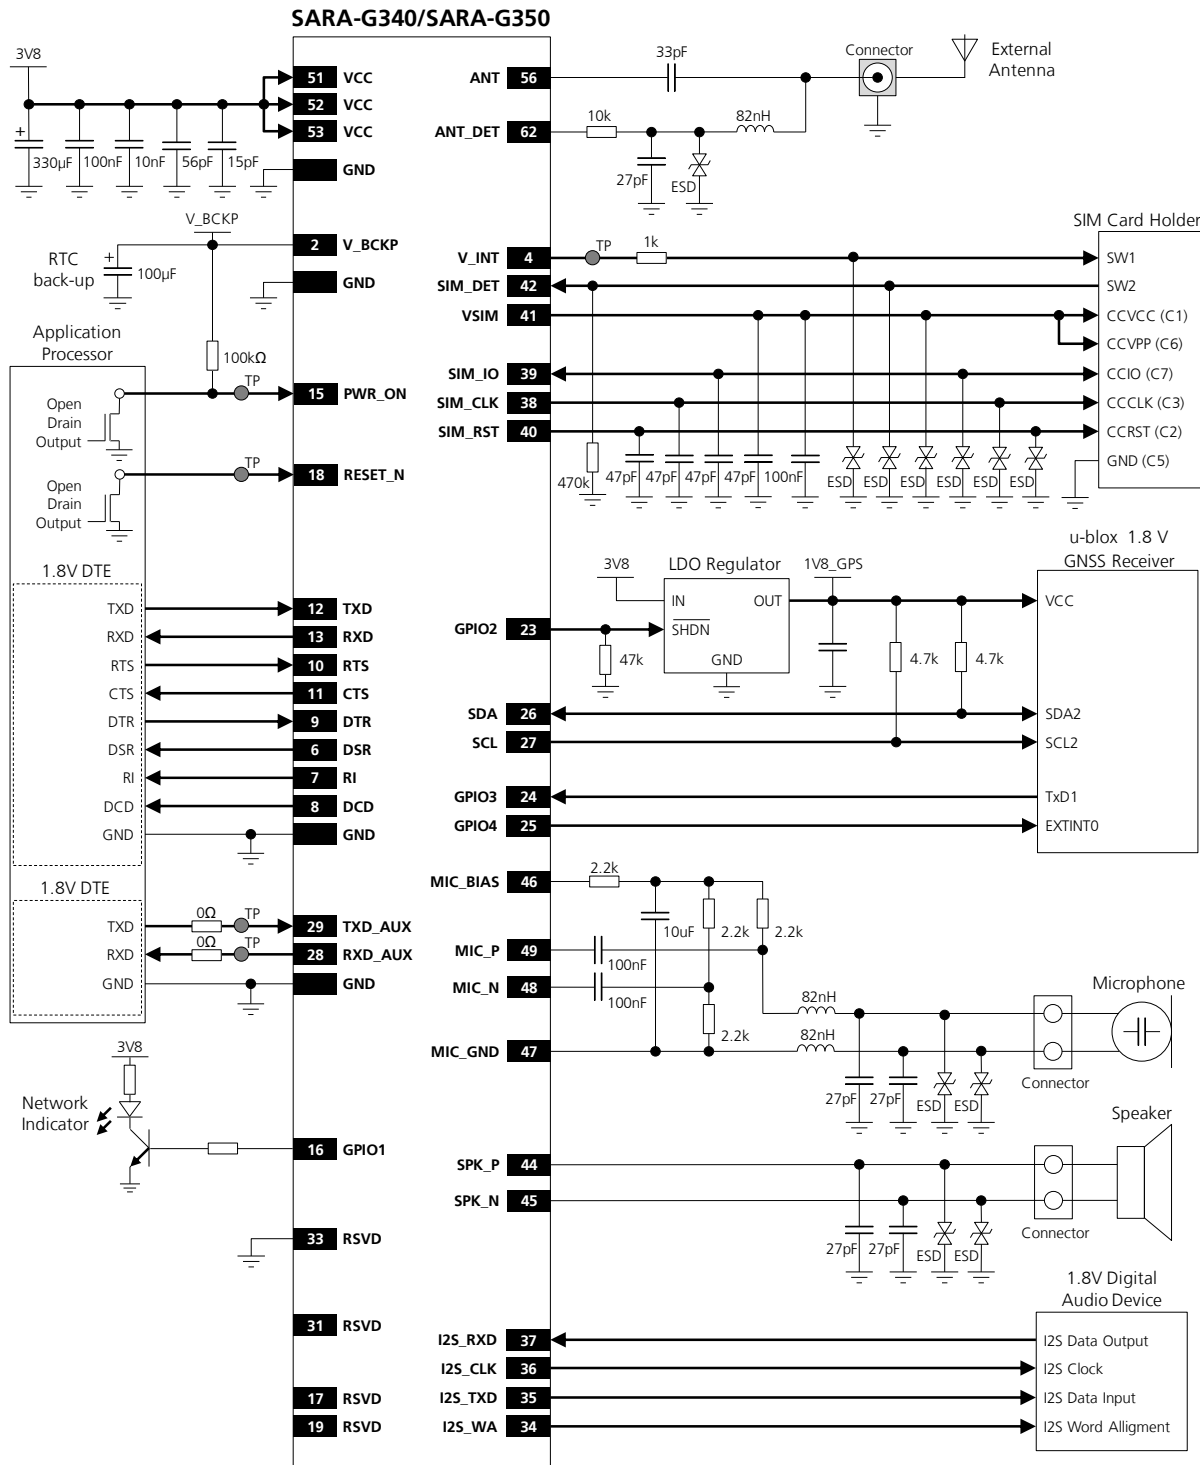 SARA-G340/SARA-G350
3V8
51 VCC
52 VCC
53 VCC
GND
330µF
100nF
10nF
56pF
15pF
V_BCKP
2 V_BCKP
GND
RTC
back-up
+
100µF
+
Application
Processor
100kΩ
TP
15 PWR_ON
Open
Drain
Output
TP
18 RESET_N
Open
Drain
Output
1.8V DTE
TXD 12 TXD
RXD 13 RXD
RTS 10 RTS
CTS 11 CTS
DTR 9 DTR
DSR 6 DSR
RI 7 RI
DCD 8 DCD
GND GND
1.8V DTE
0Ω TP
TXD 29 TXD_AUX
0Ω TP
RXD 28 RXD_AUX
GND GND
3V8
Network
Indicator
16 GPIO1
33 RSVD
31 RSVD
17 RSVD
19 RSVD
ANT 56
33pF
Connector
External
Antenna
ANT_DET 62
10k
82nH
27pF
ESD
SIM Card Holder
V_INT 4 TP 1k SW1
SIM_DET 42 SW2
VSIM 41 CCVCC (C1)
CCVPP (C6)
SIM_IO 39 CCIO (C7)
SIM_CLK 38 CCCLK (C3)
SIM_RST 40 CCRST (C2)
GND (C5)
470k 47pF 47pF 47pF 47pF 100nF ESD ESD ESD ESD ESD ESD
u-blox 1.8 V
GNSS Receiver
3V8
LDO Regulator
1V8_GPS
IN OUT VCC
GPIO2 23 SHDN
47k
GND
4.7k
4.7k
SDA 26 SDA2
SCL 27 SCL2
GPIO3 24 TxD1
GPIO4 25 EXTINT0
MIC_BIAS 46
2.2k
10uF
2.2k
2.2k
MIC_P 49
100nF
MIC_N 48
100nF
2.2k
MIC_GND 47
82nH
82nH
Microphone
Connector
27pF 27pF ESD ESD
Speaker
SPK_P 44
SPK_N 45
Connector
27pF 27pF ESD ESD
1.8V Digital
Audio Device
I2S_RXD 37 I2S Data Output
I2S_CLK 36 I2S Clock
I2S_TXD 35 I2S Data Input
I2S_WA 34 I2S Word Alligment